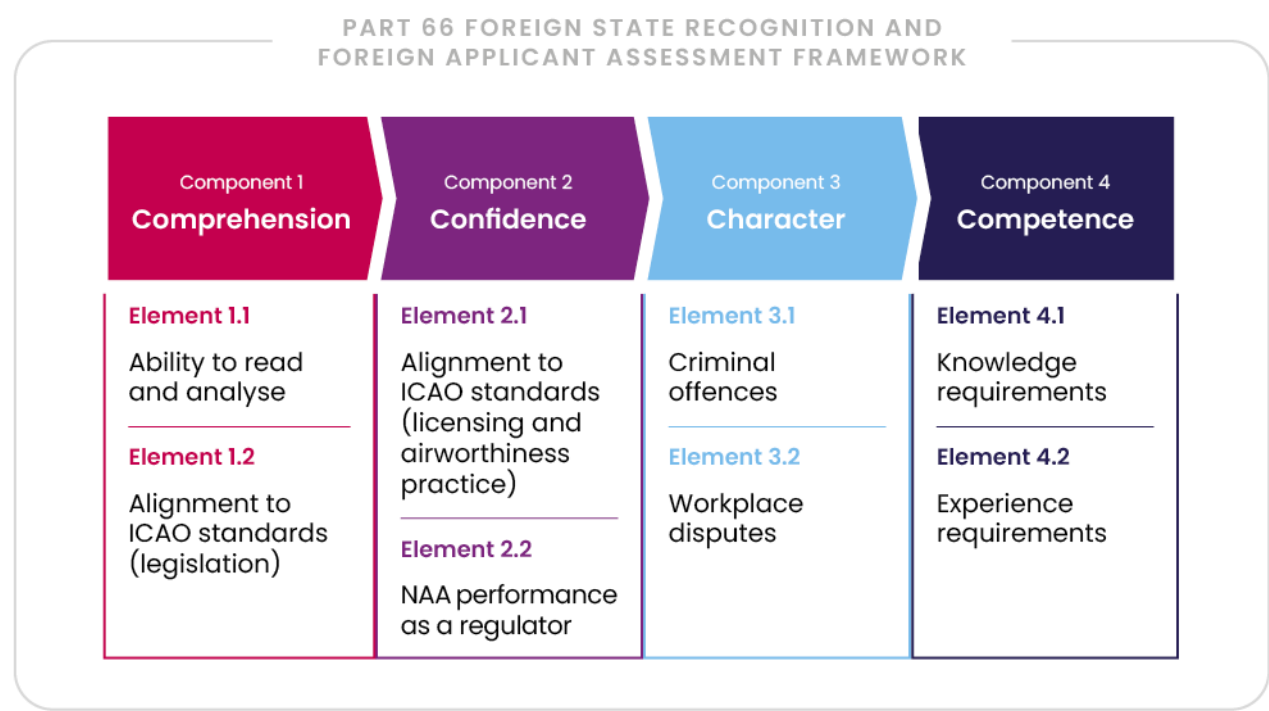 PART 66 FOREIGN STATE RECOGNITION AND
FOREIGN APPLICANT ASSESSMENT FRAMEWORK
Component 1
Comprehension
Element 1.1
Ability to read
and analyse
Element 1.2
Alignment to
ICAO standards
(legislation)
Component 2
Confidence
Element 2.1
Alignment to
ICAO standards
(licensing and
airworthiness
practice)
Element 2.2
NAA performance
as a regulator
Component 3
Character
Element 3.1
Criminal
offences
Element 3.2
Workplace
disputes
Component 4
Competence
Element 4.1
Knowledge
requirements
Element 4.2
Experience
requirements